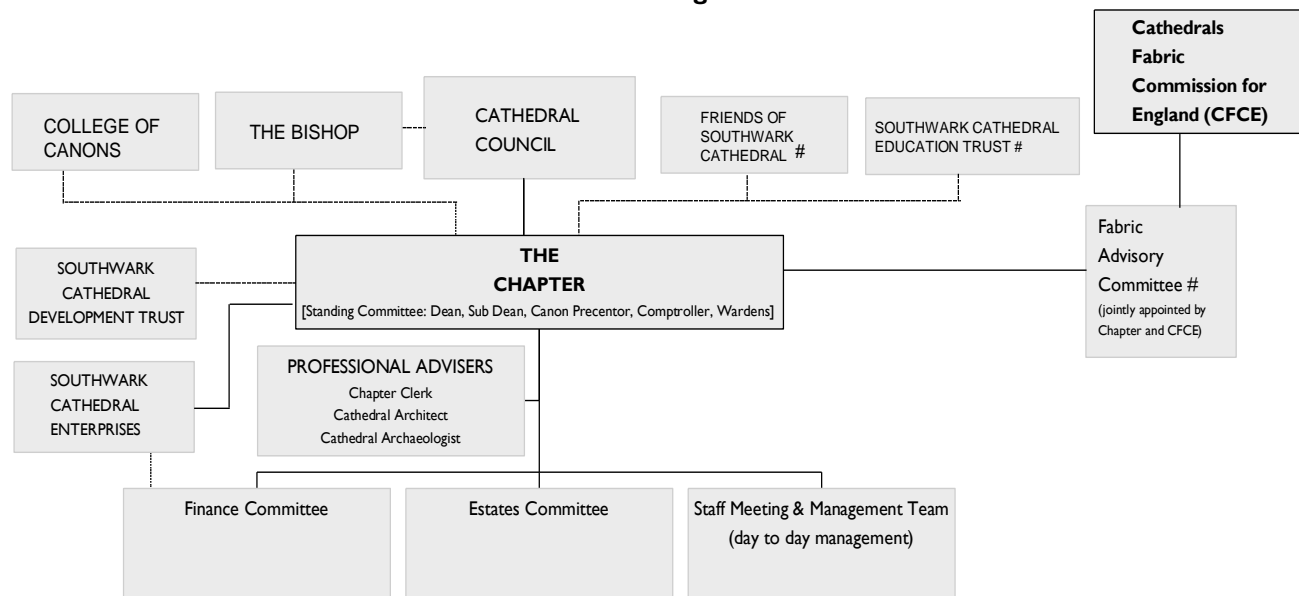 Cathedrals
Fabric
Commission for
England (CFCE)
COLLEGE OF
CANONS
THE BISHOP
CATHEDRAL
COUNCIL
FRIENDS OF
SOUTHWARK
CATHEDRAL #
SOUTHWARK CATHEDRAL
EDUCATION TRUST #
Fabric
Advisory
Committee #
(jointly appointed by
Chapter and CFCE)
THE
CHAPTER
[Standing Committee: Dean, Sub Dean, Canon Precentor, Comptroller, Wardens]
SOUTHWARK
CATHEDRAL
DEVELOPMENT TRUST
SOUTHWARK
CATHEDRAL
ENTERPRISES
PROFESSIONAL ADVISERS
Chapter Clerk
Cathedral Architect
Cathedral Archaeologist
Finance Committee
Estates Committee
Staff Meeting & Management Team
(day to day management)